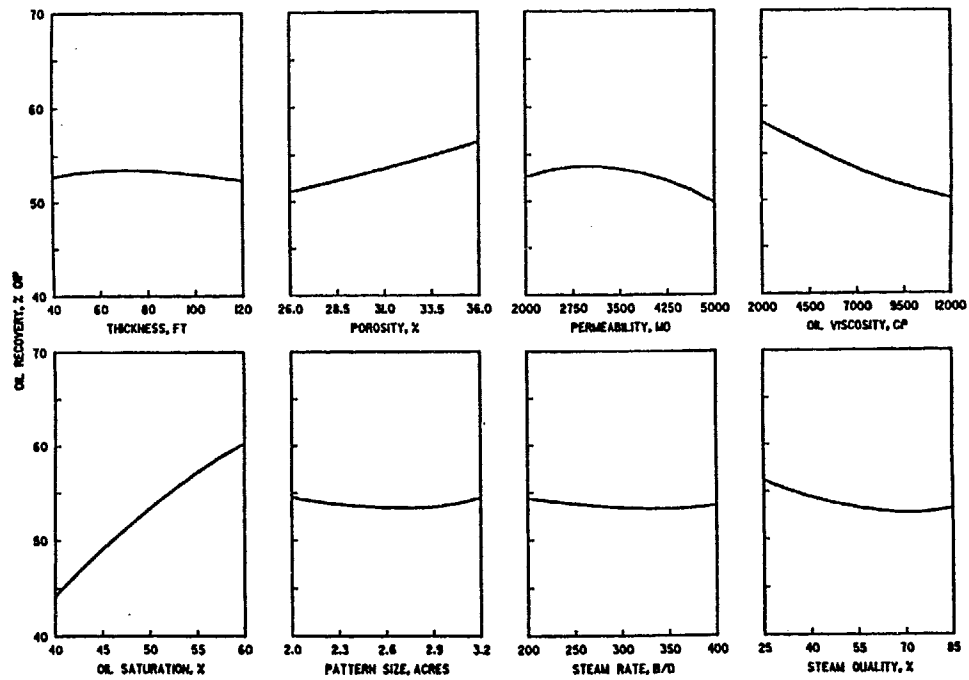 70
60
50
40
40 60 80 100 120
THICKNESS, FT
26.0 28.5 31.0 33.5 36.0
POROSITY, %
2000 2750 3500 4250 5000
PERMEABILITY, MD
2000 4500 7000 9500 12000
OIL VISCOSITY, CP
OIL RECOVERY, % OIP
70
60
50
40
40 45 50 55 60
OIL SATURATION, %
2.0 2.3 2.6 2.9 3.2
PATTERN SIZE, ACRES
200 250 300 350 400
STEAM RATE, B/D
25 40 55 70 85
STEAM QUALITY, %